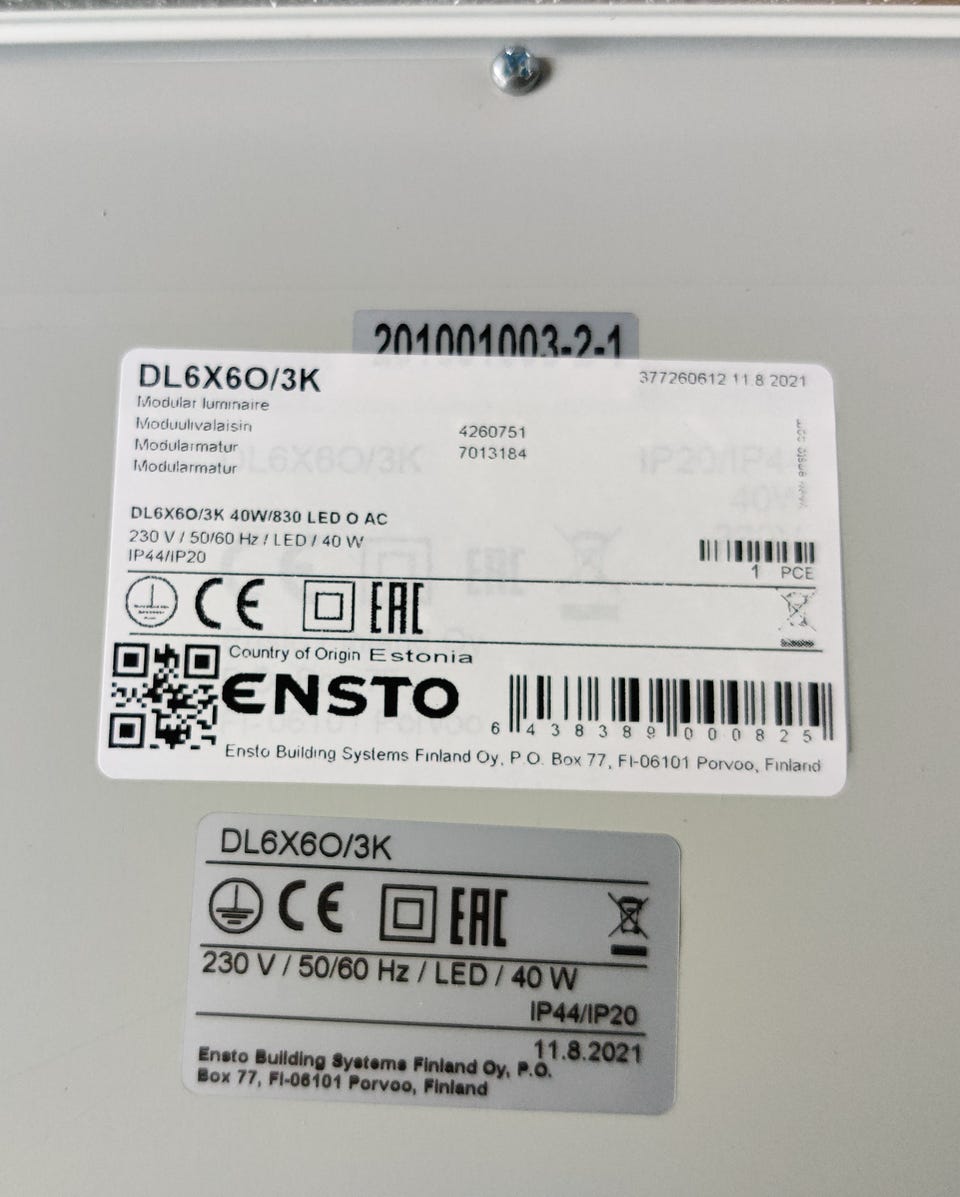 201001003-2-1
DL6X6O/3K
377260612 11.8.2021
Modular luminaire
Moduulivalaisin 4260751
Modularmatur 7013184
Modularmatur
www.ensto.com
DL6X6O/3K 40W/830 LED O AC
230 V / 50/60 Hz / LED / 40 W
IP44/IP20
1 PCE
CE EAC
Country of Origin Estonia
ENSTO
6 438389 000825
Ensto Building Systems Finland Oy, P.O. Box 77, FI-06101 Porvoo, Finland
DL6X6O/3K
CE EAC
230 V / 50/60 Hz / LED / 40 W
IP44/IP20
11.8.2021
Ensto Building Systems Finland Oy, P.O.
Box 77, FI-06101 Porvoo, Finland